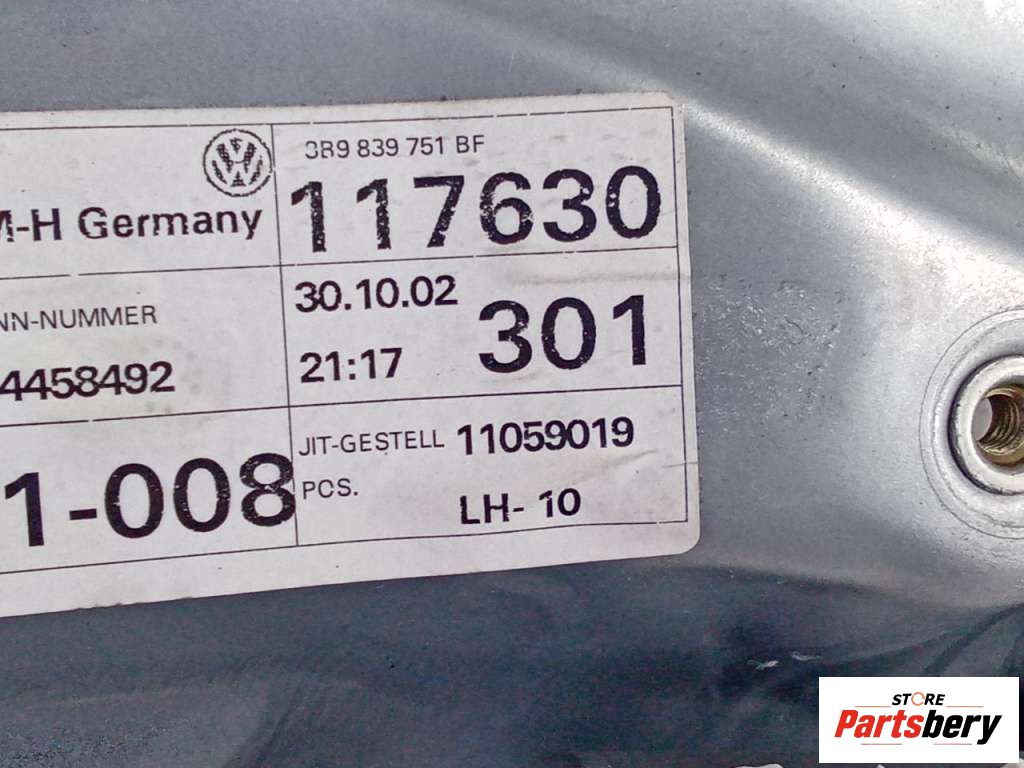 3B9 839 751 BF
M-H Germany
117630
NN-NUMMER
30.10.02
301
4458492
21:17
JIT-GESTELL 11059019
1-008
PCS.
LH- 10
STORE
Partsbery